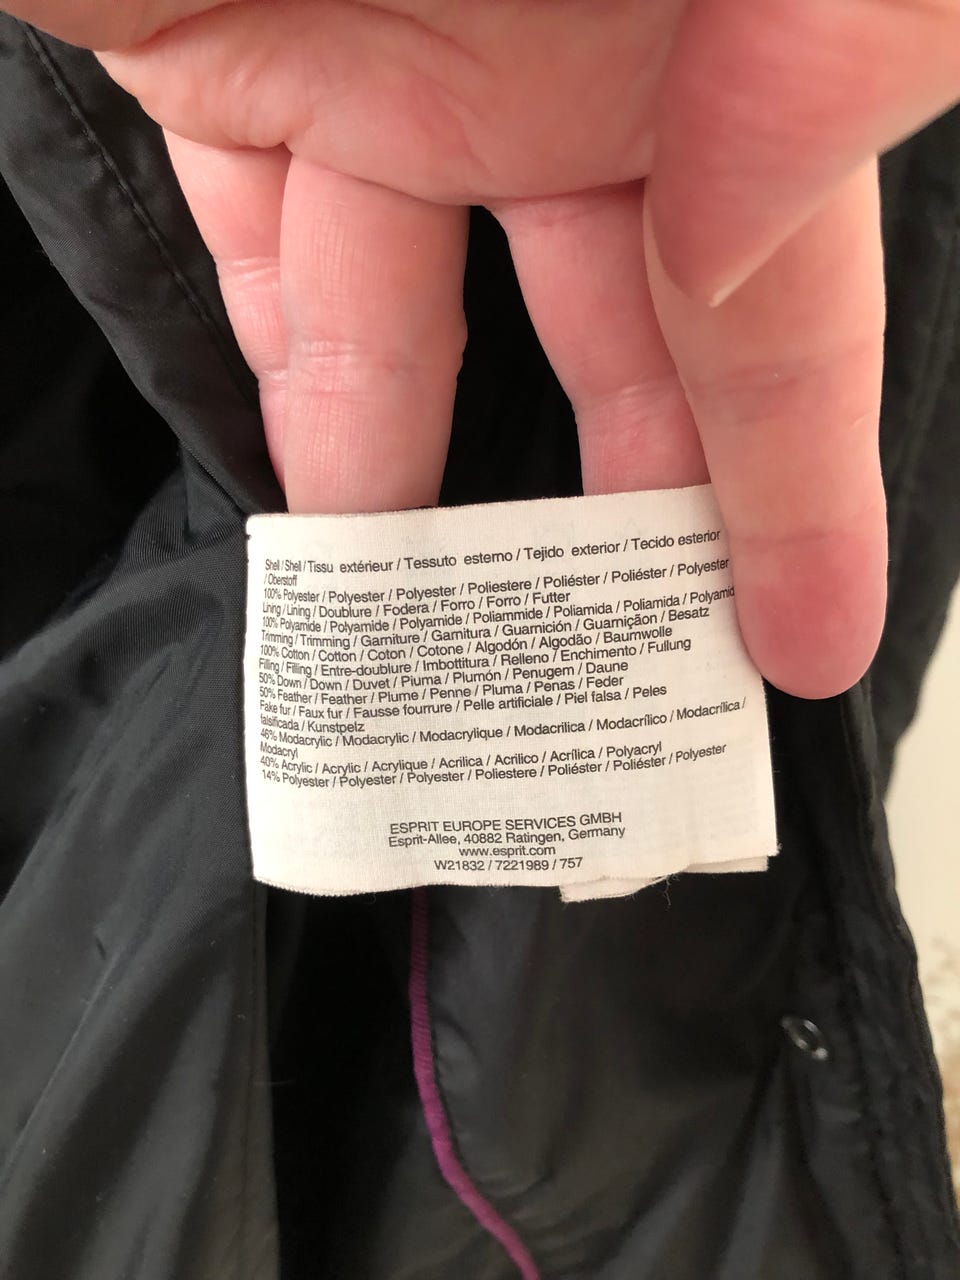 Shell / Shell / Tissu extérieur / Tessuto esterno / Tejido exterior / Tecido esterior
/ Oberstoff
100% Polyester / Polyester / Polyester / Poliestere / Poliéster / Poliéster / Polyester
Lining / Lining / Doublure / Fodera / Forro / Forro / Futter
100% Polyamide / Polyamide / Polyamide / Poliammide / Poliamida / Poliamida / Polyamid
Trimming / Trimming / Garniture / Garnitura / Guarnición / Guarniçãon / Besatz
100% Cotton / Cotton / Coton / Cotone / Algodón / Algodão / Baumwolle
Filling / Filling / Entre-doublure / Imbottitura / Relleno / Enchimento / Fullung
50% Down / Down / Duvet / Piuma / Plumón / Penugem / Daune
50% Feather / Feather / Plume / Penne / Pluma / Penas / Feder
Fake fur / Faux fur / Fausse fourrure / Pelle artificiale / Piel falsa / Peles
falsificada / Kunstpelz
46% Modacrylic / Modacrylic / Modacrylique / Modacrilica / Modacrílico / Modacrílica /
Modacryl
40% Acrylic / Acrylic / Acrylique / Acrilica / Acrilico / Acrílica / Polyacryl
14% Polyester / Polyester / Polyester / Poliestere / Poliéster / Poliéster / Polyester
ESPRIT EUROPE SERVICES GMBH
Esprit-Allee, 40882 Ratingen, Germany
www.esprit.com
W21832 / 7221989 / 757